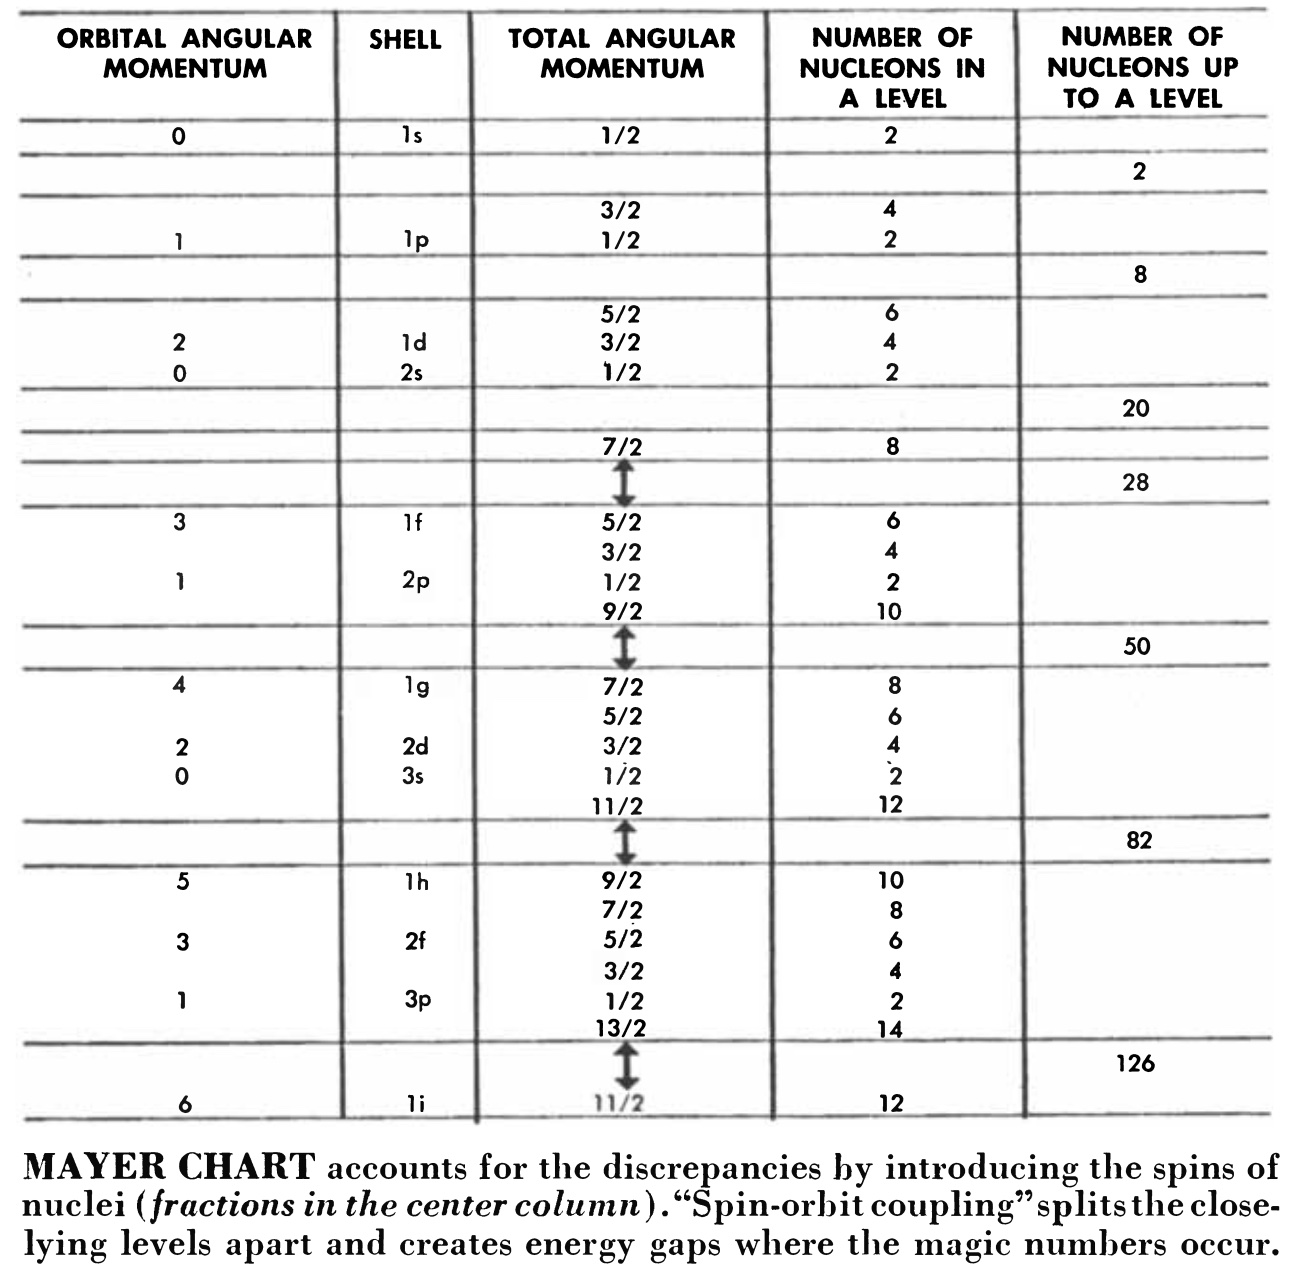 ORBITAL ANGULAR MOMENTUM SHELL TOTAL ANGULAR MOMENTUM NUMBER OF NUCLEONS IN A LEVEL NUMBER OF NUCLEONS UP TO A LEVEL
0 1s 1/2 2
2
3/2 4
1 1p 1/2 2
8
5/2 6
2 1d 3/2 4
0 2s 1/2 2
20
7/2 8
28
3 1f 5/2 6
3/2 4
1 2p 1/2 2
9/2 10
50
4 1g 7/2 8
5/2 6
2 2d 3/2 4
0 3s 1/2 2
11/2 12
82
5 1h 9/2 10
7/2 8
3 2f 5/2 6
3/2 4
1 3p 1/2 2
13/2 14
126
6 1i 11/2 12
MAYER CHART accounts for the discrepancies by introducing the spins of
nuclei (fractions in the center column). “Spin-orbit coupling” splits the close-
lying levels apart and creates energy gaps where the magic numbers occur.